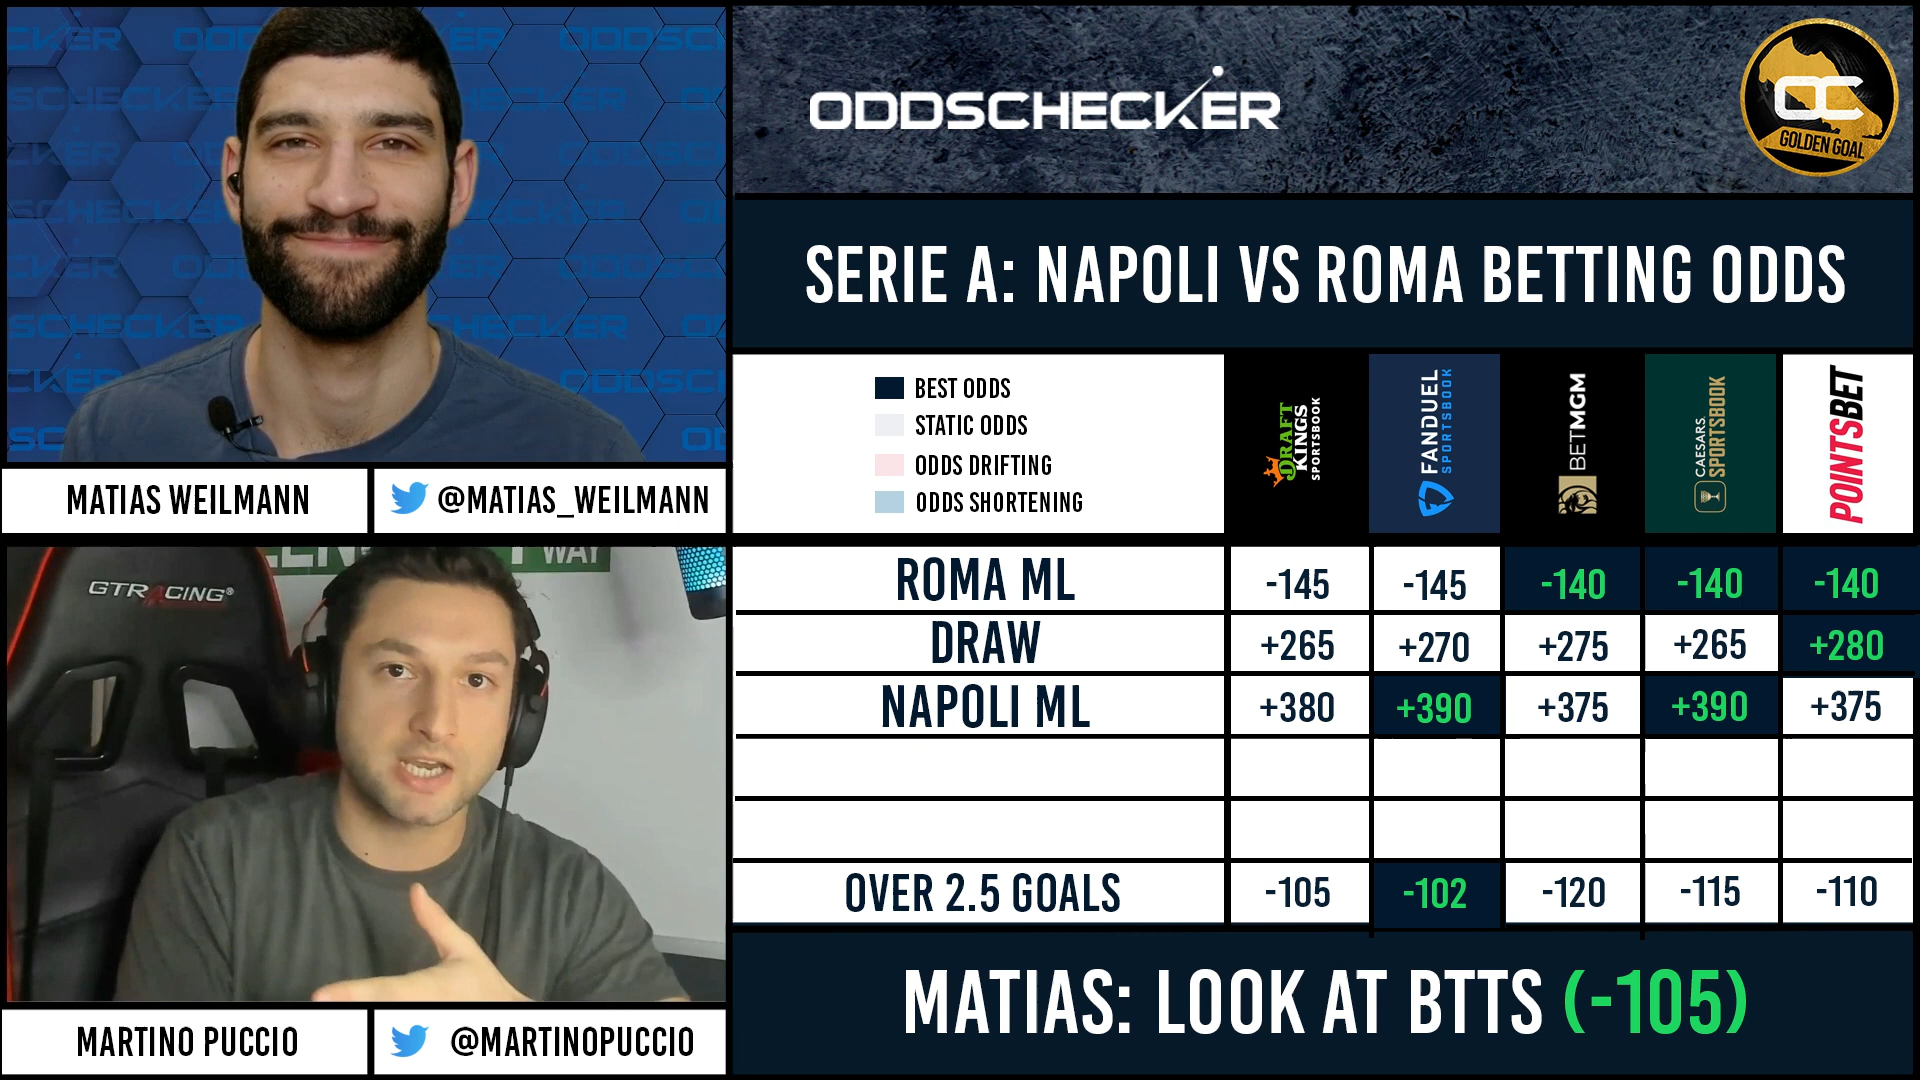 ODDSCHECKER
OC
GOLDEN GOAL
SERIE A: NAPOLI VS ROMA BETTING ODDS
BEST ODDS
STATIC ODDS
ODDS DRIFTING
ODDS SHORTENING
DRAFT KINGS SPORTSBOOK
FANDUEL SPORTSBOOK
BETMGM
CAESARS SPORTSBOOK
POINTSBET
ROMA ML -145 -145 -140 -140 -140
DRAW +265 +270 +275 +265 +280
NAPOLI ML +380 +390 +375 +390 +375
OVER 2.5 GOALS -105 -102 -120 -115 -110
MATIAS: LOOK AT BTTS (-105)
MATIAS WEILMANN @MATIAS_WEILMANN
GTRACING®
WAY
MARTINO PUCCIO @MARTINOPUCCIO